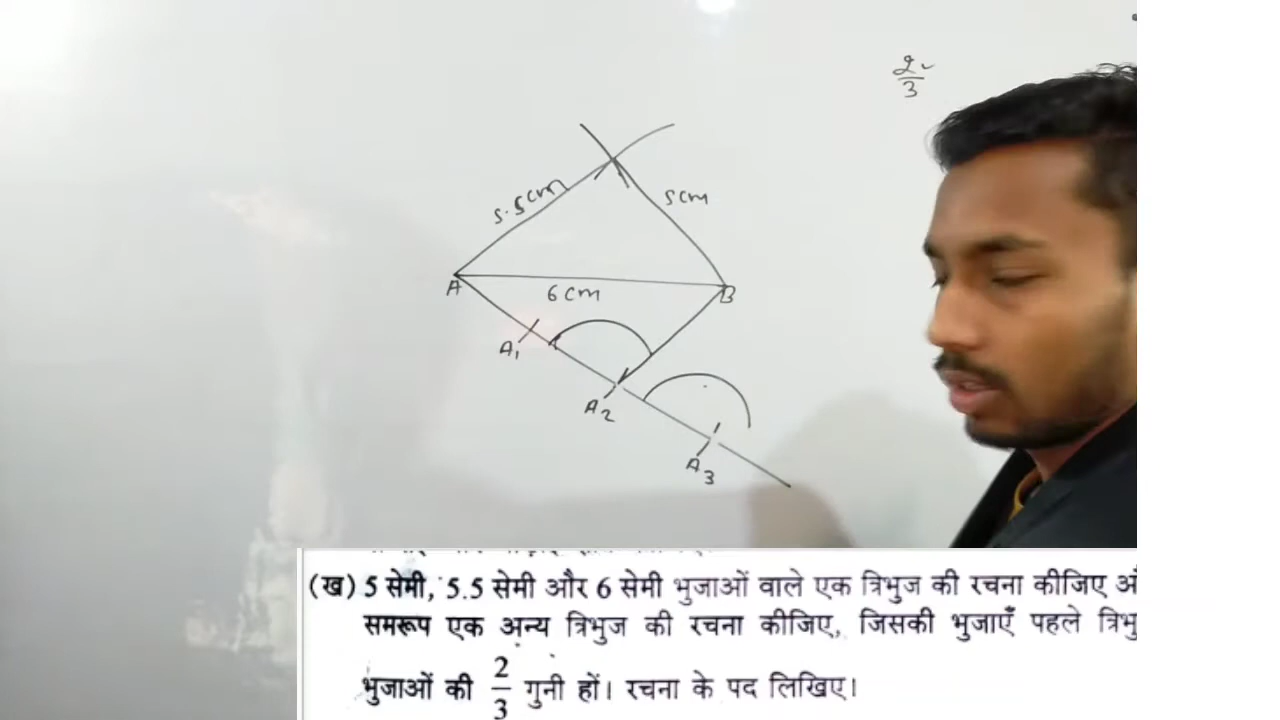 2
3
5.5cm
5cm
A
6cm
B
A1
A2
A3
(ख) 5 सेमी, 5.5 सेमी और 6 सेमी भुजाओं वाले एक त्रिभुज की रचना कीजिए
समरूप एक अन्य त्रिभुज की रचना कीजिए, जिसकी भुजाएँ पहले
भुजाओं की 2/3 गुनी हों। रचना के पद लिखिए।